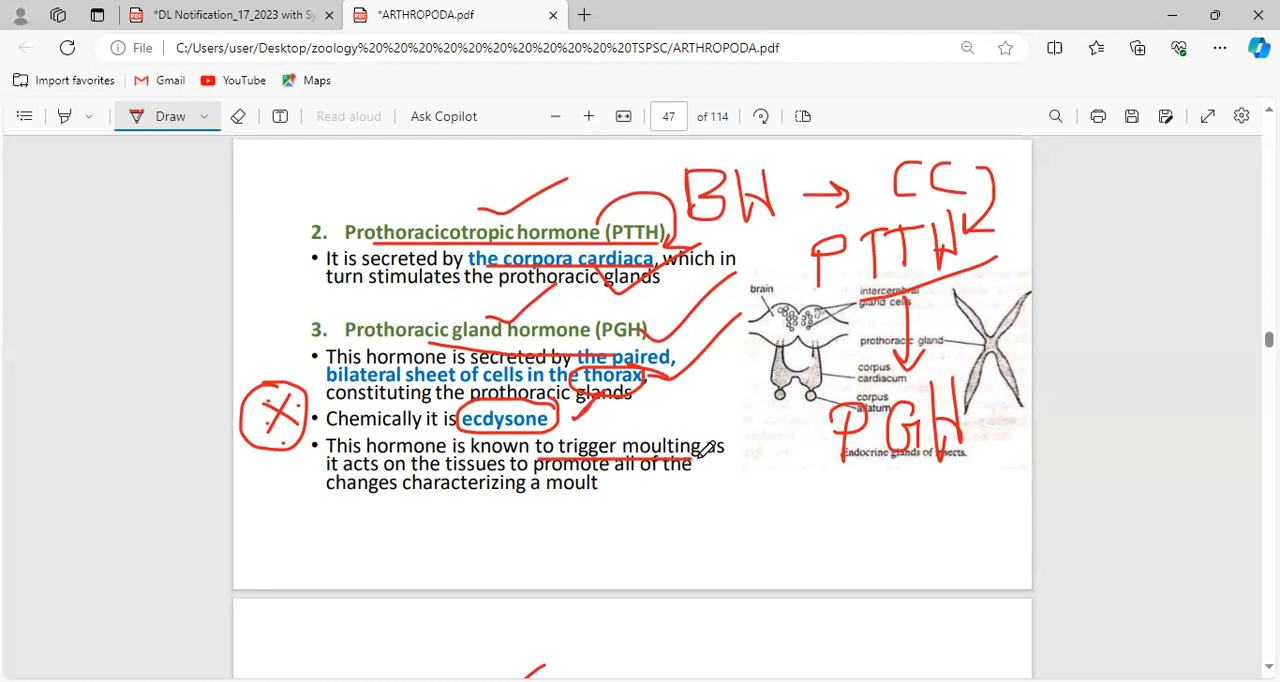 *DL Notification_17_2023 with Sy
*ARTHROPODA.pdf
File
C:/Users/user/Desktop/zoology%20%20%20%20%20%20%20%20%20%20TSPSC/ARTHROPODA.pdf
Import favorites
Gmail
YouTube
Maps
Draw
Read aloud
Ask Copilot
47
of 114
BH → CC
PTTH
2. Prothoracicotropic hormone (PTTH)
• It is secreted by the corpora cardiaca, which in
turn stimulates the prothoracic glands
3. Prothoracic gland hormone (PGH)
• This hormone is secreted by the paired,
bilateral sheet of cells in the thorax,
constituting the prothoracic glands
• Chemically it is ecdysone
• This hormone is known to trigger moulting as
it acts on the tissues to promote all of the
changes characterizing a moult
brain
intercerebral
gland cells
prothoracic gland
corpus
cardiacum
corpus
allatum
PGH
Endocrine glands of insects.